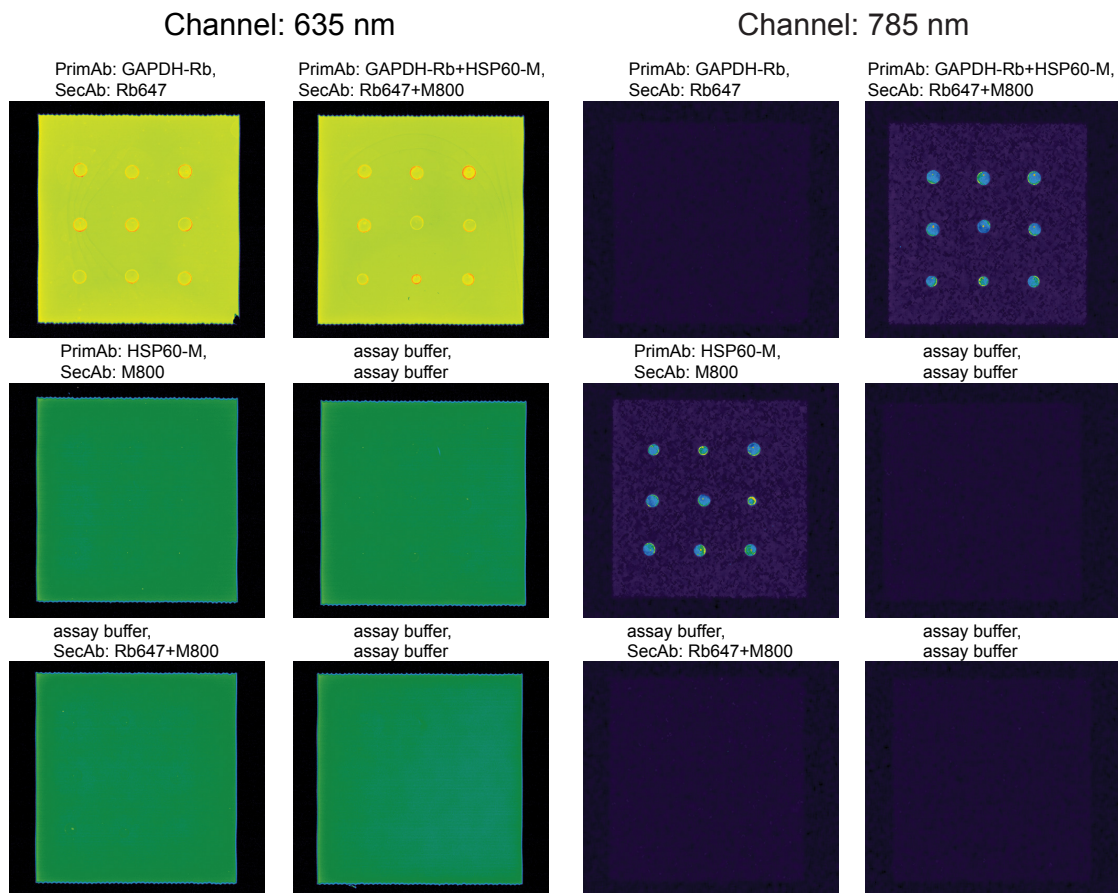 Channel: 635 nm
Channel: 785 nm
PrimAb: GAPDH-Rb,
SecAb: Rb647
PrimAb: GAPDH-Rb+HSP60-M,
SecAb: Rb647+M800
PrimAb: GAPDH-Rb,
SecAb: Rb647
PrimAb: GAPDH-Rb+HSP60-M,
SecAb: Rb647+M800
PrimAb: HSP60-M,
SecAb: M800
assay buffer,
assay buffer
PrimAb: HSP60-M,
SecAb: M800
assay buffer,
assay buffer
assay buffer,
SecAb: Rb647+M800
assay buffer,
assay buffer
assay buffer,
SecAb: Rb647+M800
assay buffer,
assay buffer